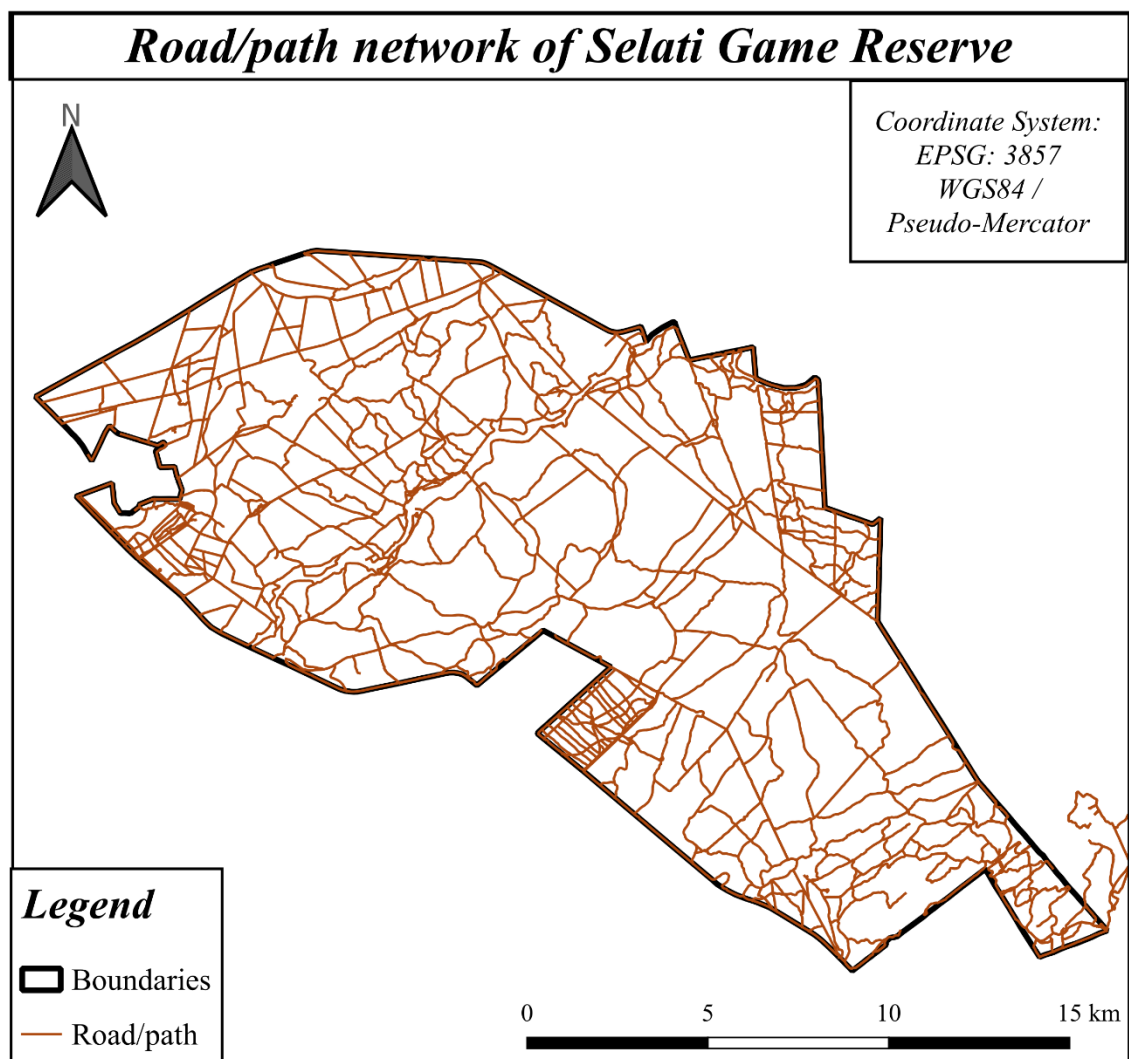 Road/path network of Selati Game Reserve
N
Coordinate System:
EPSG: 3857
WGS84 /
Pseudo-Mercator
Legend
Boundaries
Road/path
0 5 10 15 km